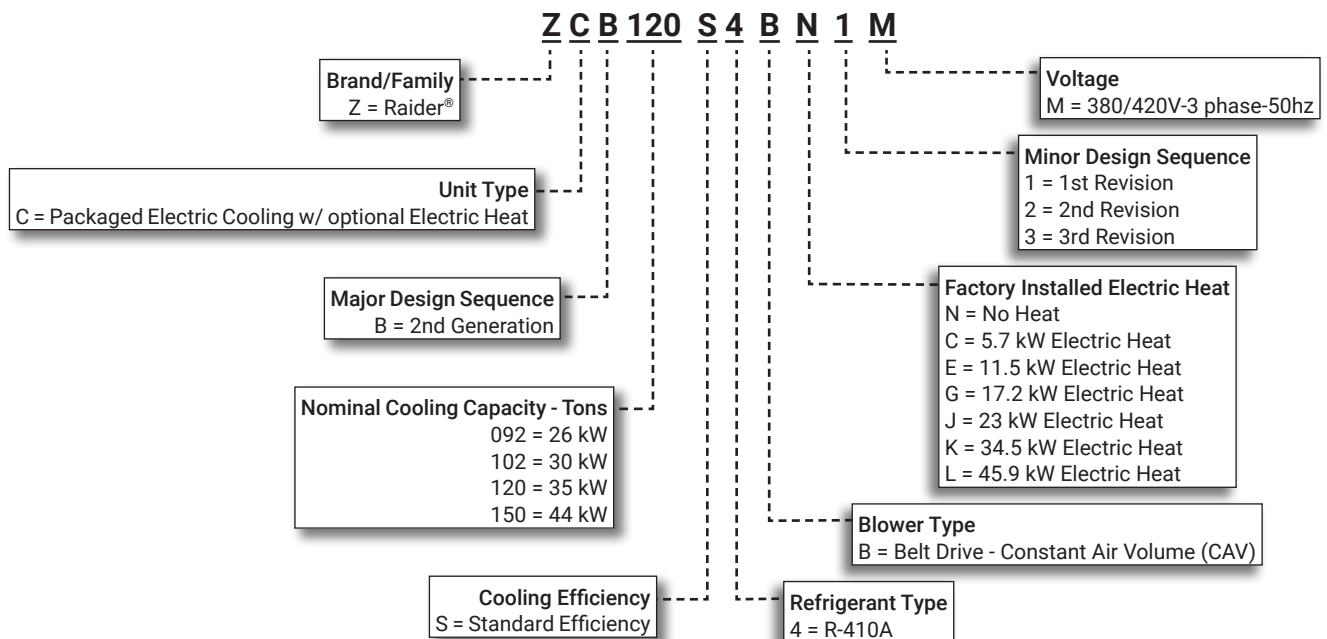 Z C B 120 S 4 B N 1 M
Brand/Family
Z = Raider®
Voltage
M = 380/420V-3 phase-50hz
Unit Type
C = Packaged Electric Cooling w/ optional Electric Heat
Minor Design Sequence
1 = 1st Revision
2 = 2nd Revision
3 = 3rd Revision
Major Design Sequence
B = 2nd Generation
Factory Installed Electric Heat
N = No Heat
C = 5.7 kW Electric Heat
E = 11.5 kW Electric Heat
G = 17.2 kW Electric Heat
J = 23 kW Electric Heat
K = 34.5 kW Electric Heat
L = 45.9 kW Electric Heat
Nominal Cooling Capacity - Tons
092 = 26 kW
102 = 30 kW
120 = 35 kW
150 = 44 kW
Blower Type
B = Belt Drive - Constant Air Volume (CAV)
Cooling Efficiency
S = Standard Efficiency
Refrigerant Type
4 = R-410A